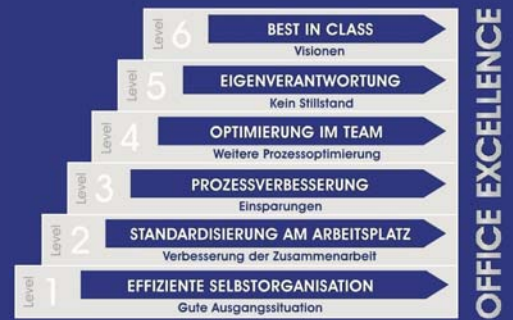 Level 6
BEST IN CLASS
Visionen
Level 5
EIGENVERANTWORTUNG
Kein Stillstand
Level 4
OPTIMIERUNG IM TEAM
Weitere Prozessoptimierung
Level 3
PROZESSVERBESSERUNG
Einsparungen
Level 2
STANDARDISIERUNG AM ARBEITSPLATZ
Verbesserung der Zusammenarbeit
Level 1
EFFIZIENTE SELBSTORGANISATION
Gute Ausgangssituation
OFFICE EXCELLENCE